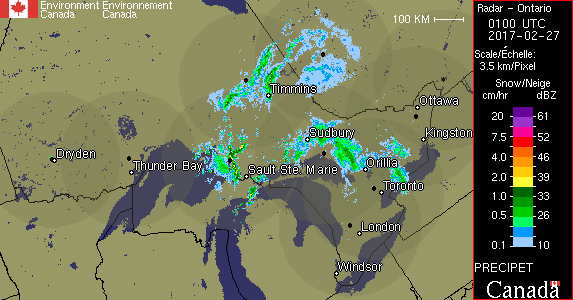 Environment Environnement
Canada Canada
100 KM
Radar - Ontario
0100 UTC
2017-02-27
Scale/Échelle:
3.5 km/Pixel
Snow/Neige
cm/hr dBZ
20 61
7.5 52
4.0 46
2.0 39
1.0 33
0.5 26
0.1 10
PRECIPET
Canada
Timmins
Ottawa
Sudbury
Kingston
Dryden
Thunder Bay
Sault Ste. Marie
Orillia
Toronto
London
Windsor